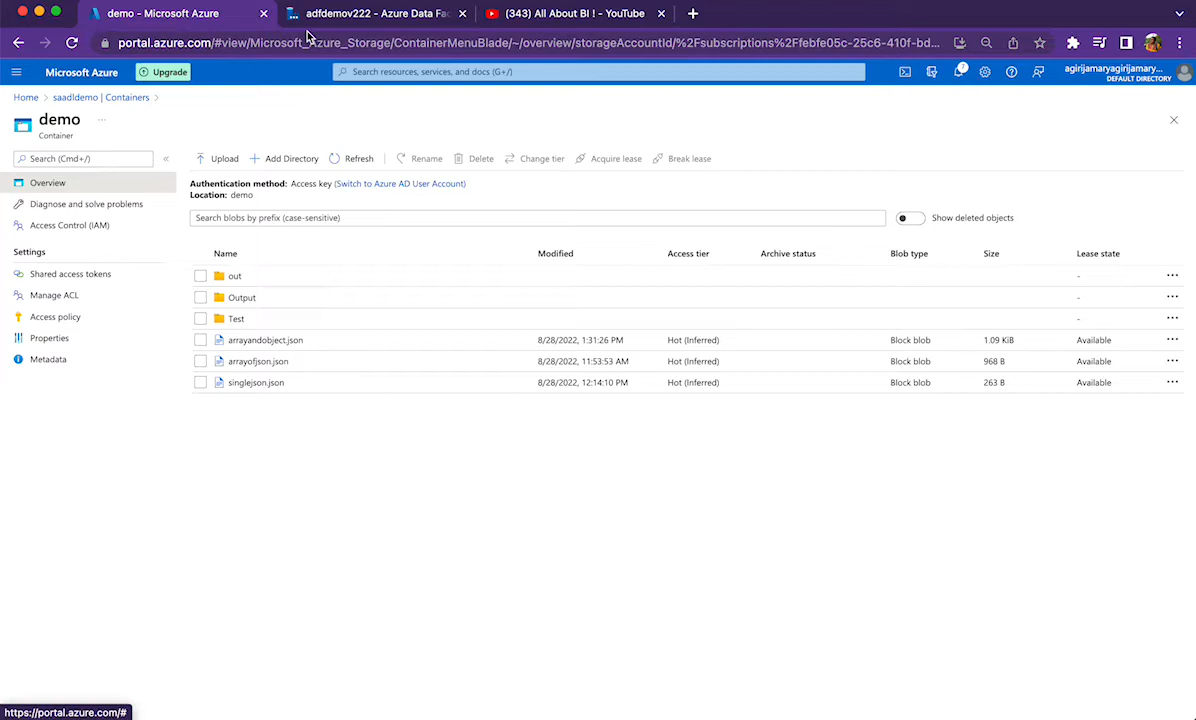 demo - Microsoft Azure
adfdemov222 - Azure Data Fac
(343) All About BI ! - YouTube
portal.azure.com/#view/Microsoft_Azure_Storage/ContainerMenuBlade/~/overview/storageAccountId/%2Fsubscriptions%2Ffebfe05c-25c6-410f-bd...
Microsoft Azure
Upgrade
Search resources, services, and docs (G+/)
7
agirijamaryagirijamary...
DEFAULT DIRECTORY
Home > saadldemo | Containers >
demo ...
Container
Search (Cmd+/)
«
Upload
Add Directory
Refresh
Rename
Delete
Change tier
Acquire lease
Break lease
Overview
Diagnose and solve problems
Access Control (IAM)
Settings
Shared access tokens
Manage ACL
Access policy
Properties
Metadata
Authentication method: Access key (Switch to Azure AD User Account)
Location: demo
Search blobs by prefix (case-sensitive)
Show deleted objects
Name Modified Access tier Archive status Blob type Size Lease state
out - ...
Output - ...
Test - ...
arrayandobject.json 8/28/2022, 1:31:26 PM Hot (Inferred) Block blob 1.09 KiB Available ...
arrayofjson.json 8/28/2022, 11:53:53 AM Hot (Inferred) Block blob 968 B Available ...
singlejson.json 8/28/2022, 12:14:10 PM Hot (Inferred) Block blob 263 B Available ...
https://portal.azure.com/#